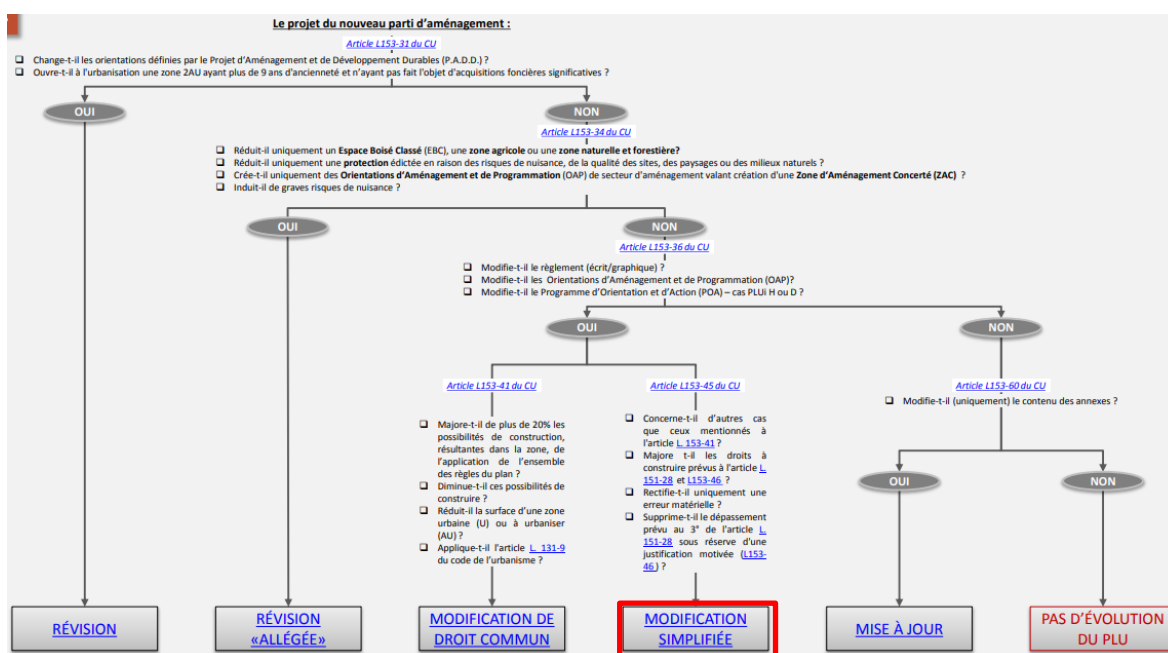 Le projet du nouveau parti d’aménagement :
Article L153-31 du CU
❑ Change-t-il les orientations définies par le Projet d’Aménagement et de Développement Durables (P.A.D.D.) ?
❑ Ouvre-t-il à l’urbanisation une zone 2AU ayant plus de 9 ans d’ancienneté et n’ayant pas fait l’objet d’acquisitions foncières significatives ?
OUI
NON
Article L153-34 du CU
❑ Réduit-il uniquement un Espace Boisé Classé (EBC), une zone agricole ou une zone naturelle et forestière?
❑ Réduit-il uniquement une protection édictée en raison des risques de nuisance, de la qualité des sites, des paysages ou des milieux naturels ?
❑ Crée-t-il uniquement des Orientations d’Aménagement et de Programmation (OAP) de secteur d’aménagement valant création d’une Zone d’Aménagement Concerté (ZAC) ?
❑ Induit-il de graves risques de nuisance ?
OUI
NON
Article L153-36 du CU
❑ Modifie-t-il le règlement (écrit/graphique) ?
❑ Modifie-t-il les Orientations d’Aménagement et de Programmation (OAP)?
❑ Modifie-t-il le Programme d’Orientation et d’Action (POA) – cas PLUi H ou D ?
OUI
NON
Article L153-41 du CU
❑ Majore-t-il de plus de 20% les
possibilités de construction,
résultantes dans la zone, de
l’application de l’ensemble
des règles du plan ?
❑ Diminue-t-il ces possibilités de
construire ?
❑ Réduit-il la surface d’une zone
urbaine (U) ou à urbaniser
(AU) ?
❑ Applique-t-il l’article L. 131-9
du code de l’urbanisme ?
Article L153-45 du CU
❑ Concerne-t-il d’autres cas
que ceux mentionnés à
l’article L. 153-41 ?
❑ Majore t-il les droits à
construire prévus à l’article L.
151-28 et L153-46 ?
❑ Rectifie-t-il uniquement une
erreur matérielle ?
❑ Supprime-t-il le dépassement
prévu au 3° de l’article L.
151-28 sous réserve d’une
justification motivée (L153-
46 ) ?
Article L153-60 du CU
❑ Modifie-t-il (uniquement) le contenu des annexes ?
OUI
NON
RÉVISION
RÉVISION
«ALLÉGÉE»
MODIFICATION DE
DROIT COMMUN
MODIFICATION
SIMPLIFIÉE
MISE À JOUR
PAS D’ÉVOLUTION
DU PLU